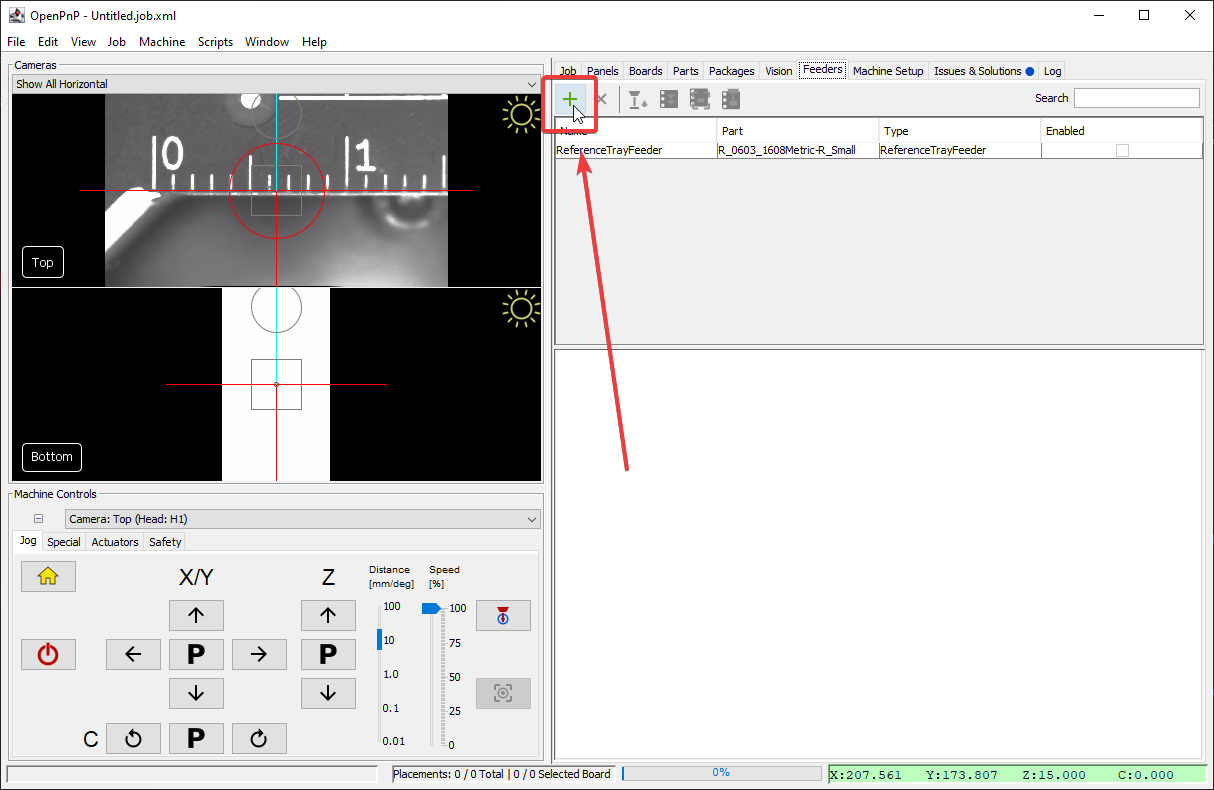 OpenPnP - Untitled.job.xml
File Edit View Job Machine Scripts Window Help
Cameras
Show All Horizontal
0 1
Top
Bottom
Machine Controls
Camera: Top (Head: H1)
Jog Special Actuators Safety
X/Y Z
Distance [mm/deg]
Speed [%]
100
10
1.0
0.1
0.01
100
75
50
25
0
P P
C P
Job Panels Boards Parts Packages Vision Feeders Machine Setup Issues & Solutions Log
Search
Name Part Type Enabled
ReferenceTrayFeeder R_0603_1608Metric-R_Small ReferenceTrayFeeder
Placements: 0 / 0 Total | 0 / 0 Selected Board
0%
X:207.561 Y:173.807 Z:15.000 C:0.000